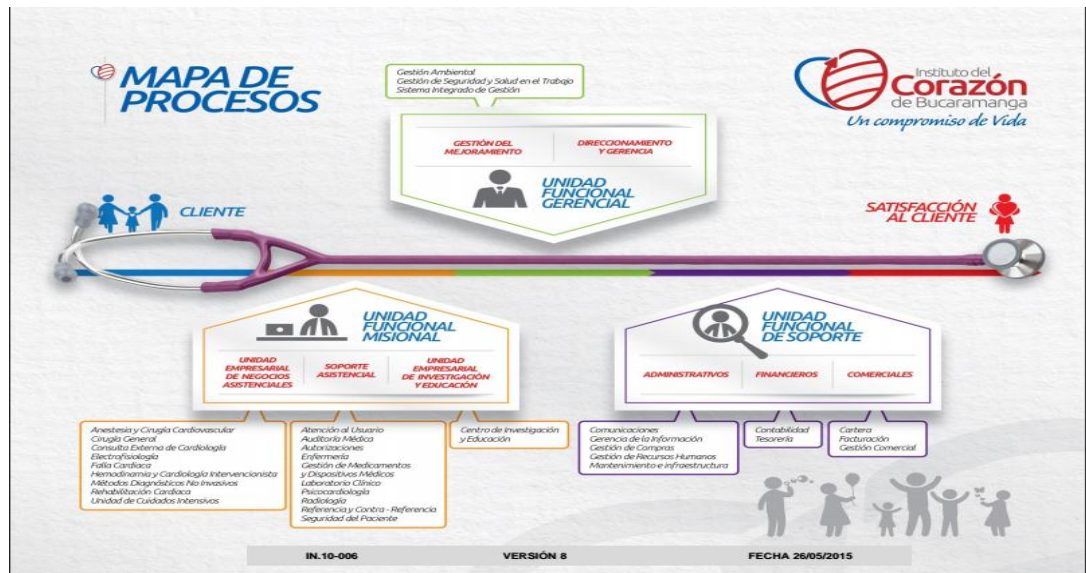 MAPA DE
PROCESOS
Gestión Ambiental
Gestión de Seguridad y Salud en el Trabajo
Sistema Integrado de Gestión
Instituto del
Corazón
de Bucaramanga
Un compromiso de Vida
GESTIÓN DEL
MEJORAMIENTO
DIRECCIONAMIENTO
Y GERENCIA
UNIDAD
FUNCIONAL
GERENCIAL
CLIENTE
SATISFACCIÓN
AL CLIENTE
UNIDAD
FUNCIONAL
MISIONAL
UNIDAD
EMPRESARIAL
DE NEGOCIOS
ASISTENCIALES
SOPORTE
ASISTENCIAL
UNIDAD
EMPRESARIAL
DE INVESTIGACIÓN
Y EDUCACIÓN
UNIDAD
FUNCIONAL
DE SOPORTE
ADMINISTRATIVOS
FINANCIEROS
COMERCIALES
Anestesia y Cirugía Cardiovascular
Cirugía General
Consulta Externa de Cardiología
Electrofisiología
Falla Cardiaca
Hemodinamia y Cardiología Intervencionista
Métodos Diagnósticos No Invasivos
Rehabilitación Cardiaca
Unidad de Cuidados Intensivos
Atención al Usuario
Auditoría Médica
Autorizaciones
Enfermería
Gestión de Medicamentos
y Dispositivos Médicos
Laboratorio Clínico
Psicocardiología
Radiología
Referencia y Contra - Referencia
Seguridad del Paciente
Centro de Investigación
y Educación
Comunicaciones
Gerencia de la Información
Gestión de Compras
Gestión de Recursos Humanos
Mantenimiento e infraestructura
Contabilidad
Tesorería
Cartera
Facturación
Gestión Comercial
IN.10-006
VERSIÓN 8
FECHA 26/05/2015